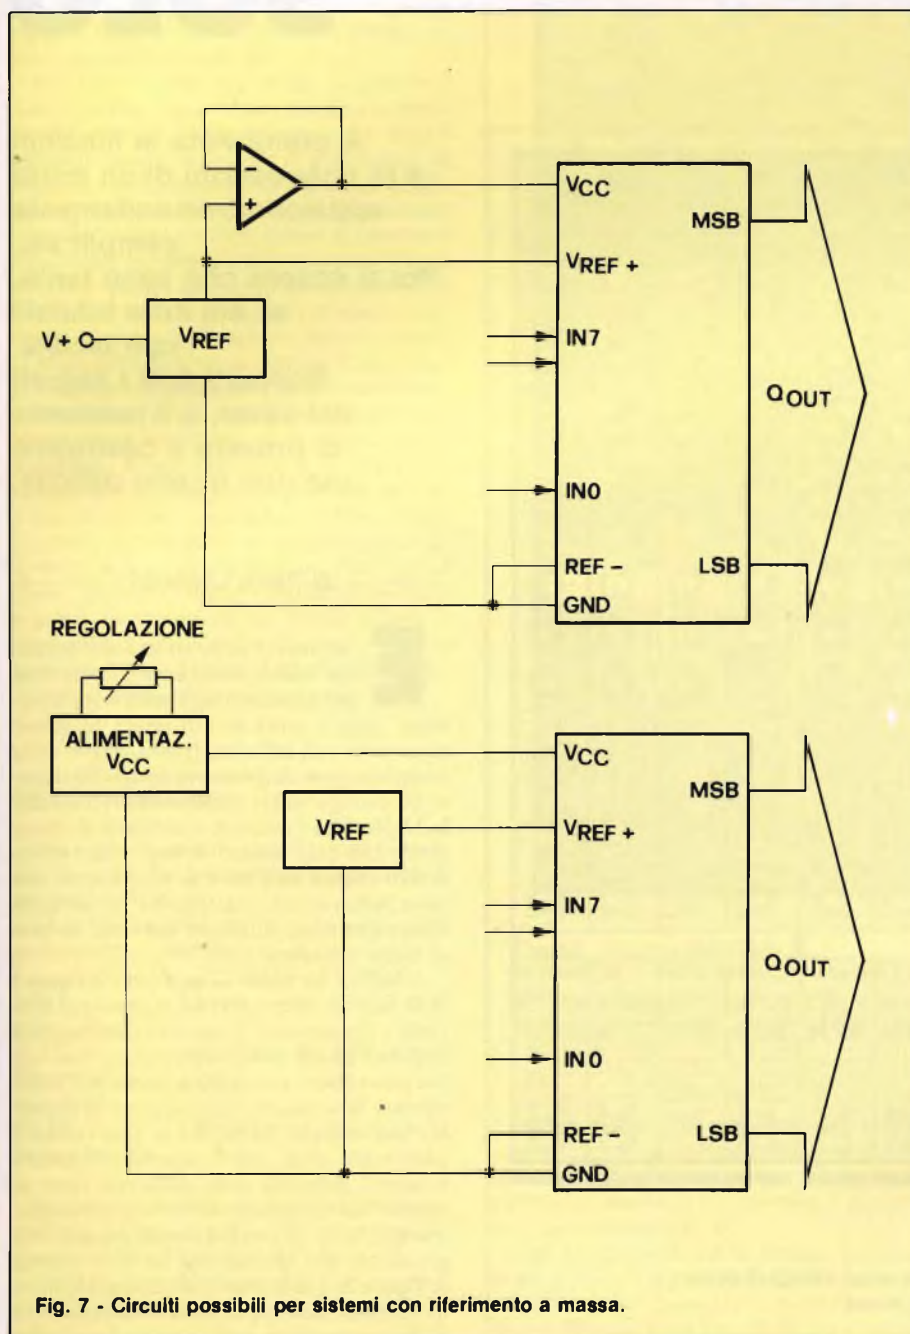 VCC
MSB
VREF +
V+
VREF
IN7
QOUT
IN0
REF -
LSB
GND
REGOLAZIONE
ALIMENTAZ.
VCC
VCC
MSB
VREF
VREF +
IN7
QOUT
IN0
REF -
LSB
GND
Fig. 7 - Circuiti possibili per sistemi con riferimento a massa.